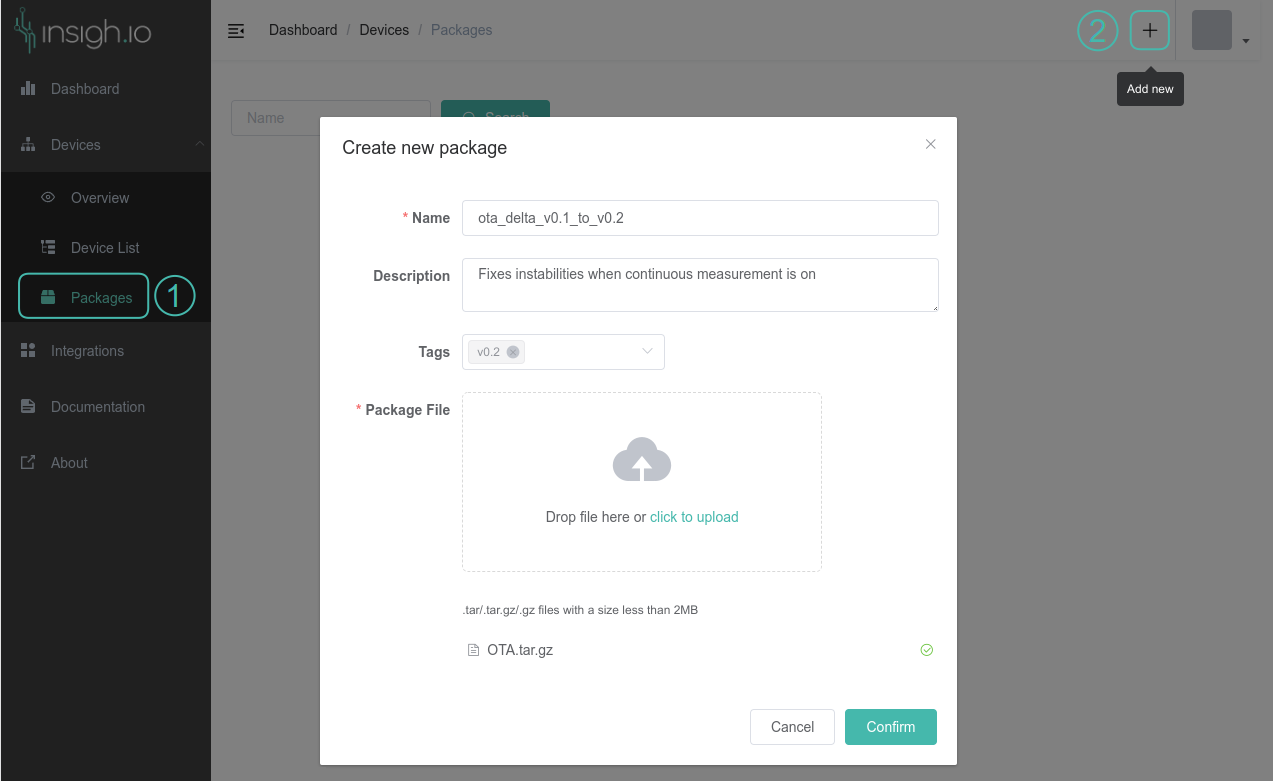 insigh.io
Dashboard / Devices / Packages
2
Add new
Dashboard
Devices
Overview
Device List
Packages
1
Integrations
Documentation
About
Name
Search
Create new package
* Name
ota_delta_v0.1_to_v0.2
Description
Fixes instabilities when continuous measurement is on
Tags
v0.2
* Package File
Drop file here or click to upload
.tar/.tar.gz/.gz files with a size less than 2MB
OTA.tar.gz
Cancel
Confirm